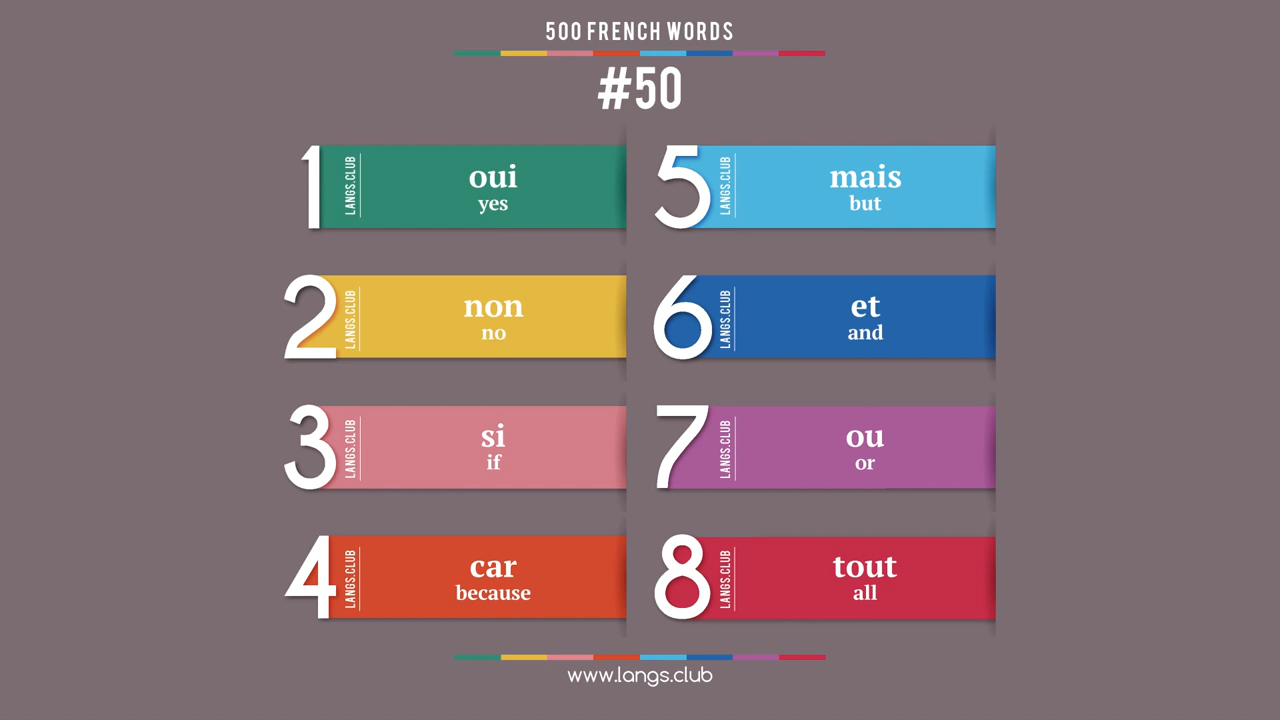 500 FRENCH WORDS
#50
1
LANGS.CLUB
oui
yes
2
LANGS.CLUB
non
no
3
LANGS.CLUB
si
if
4
LANGS.CLUB
car
because
5
LANGS.CLUB
mais
but
6
LANGS.CLUB
et
and
7
LANGS.CLUB
ou
or
8
LANGS.CLUB
tout
all
www.langs.club